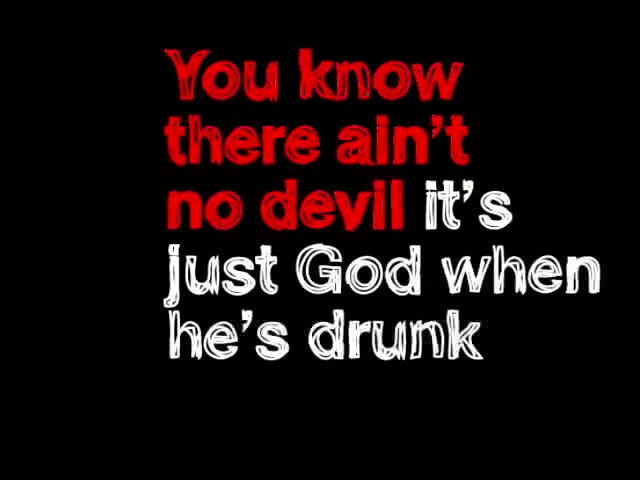 You know
there ain't
no devil it's
just God when
he's drunk